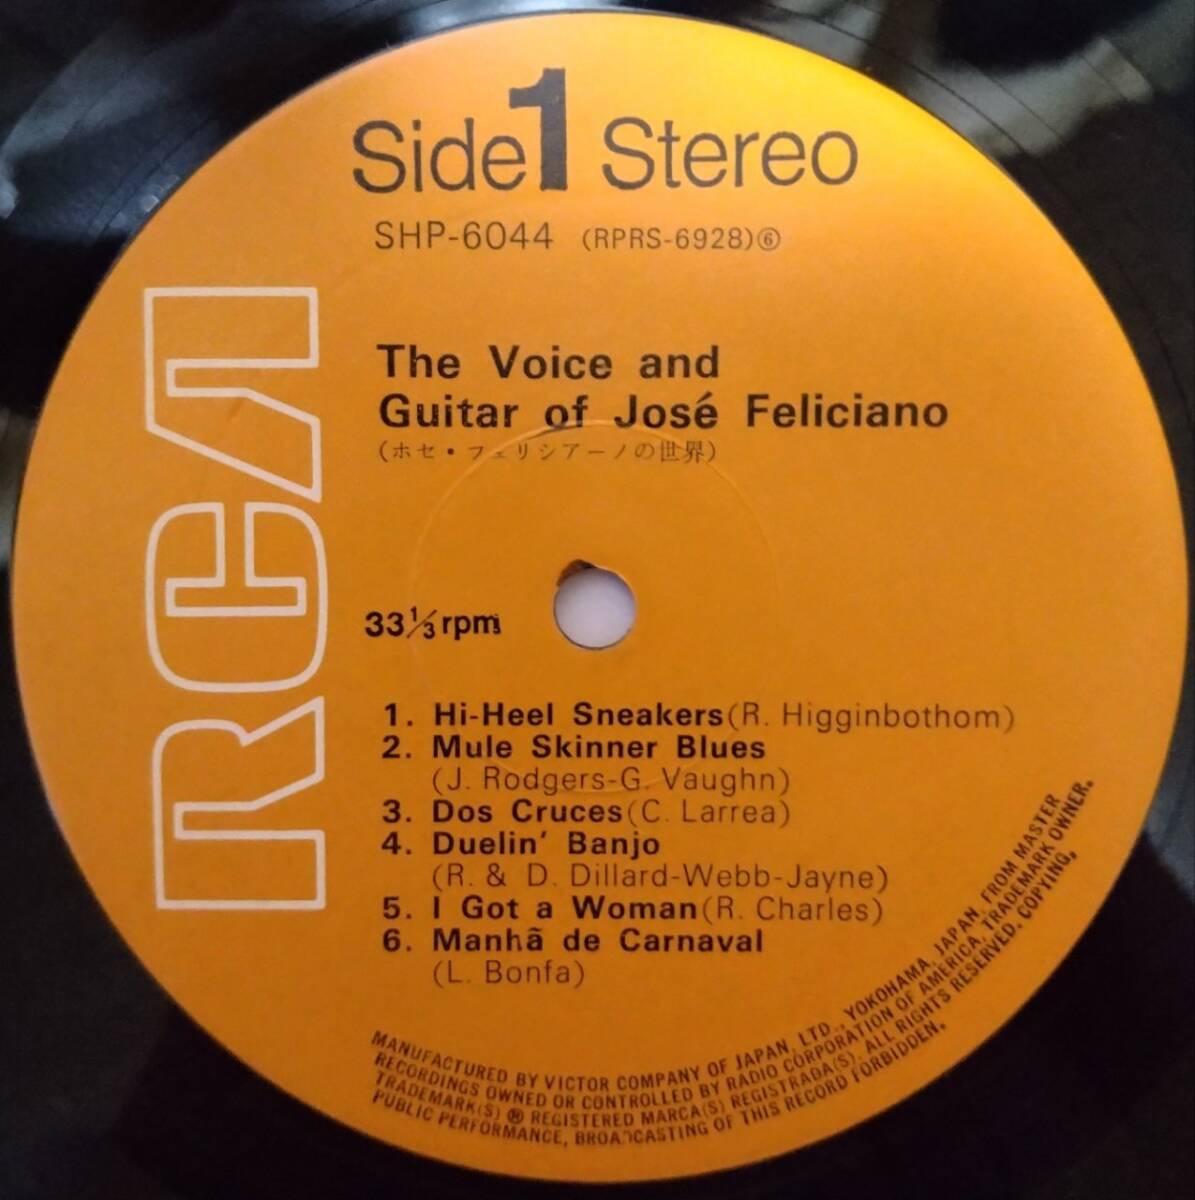 Side 1 Stereo
SHP-6044 (RPRS-6928)⑥
RCA
The Voice and
Guitar of José Feliciano
(ホセ・フェリシアーノの世界)
33⅓ rpm
1. Hi-Heel Sneakers (R. Higginbothom)
2. Mule Skinner Blues
(J. Rodgers-G. Vaughn)
3. Dos Cruces (C. Larrea)
4. Duelin' Banjo
(R. & D. Dillard-Webb-Jayne)
5. I Got a Woman (R. Charles)
6. Manhã de Carnaval
(L. Bonfa)
MANUFACTURED BY VICTOR COMPANY OF JAPAN, LTD., YOKOHAMA, JAPAN, FROM MASTER
RECORDINGS OWNED OR CONTROLLED BY RADIO CORPORATION OF AMERICA, TRADEMARK OWNER.
TRADEMARK(S) ® REGISTERED MARCA(S) REGISTRADA(S). ALL RIGHTS RESERVED. COPYING,
PUBLIC PERFORMANCE, BROADCASTING OF THIS RECORD FORBIDDEN.